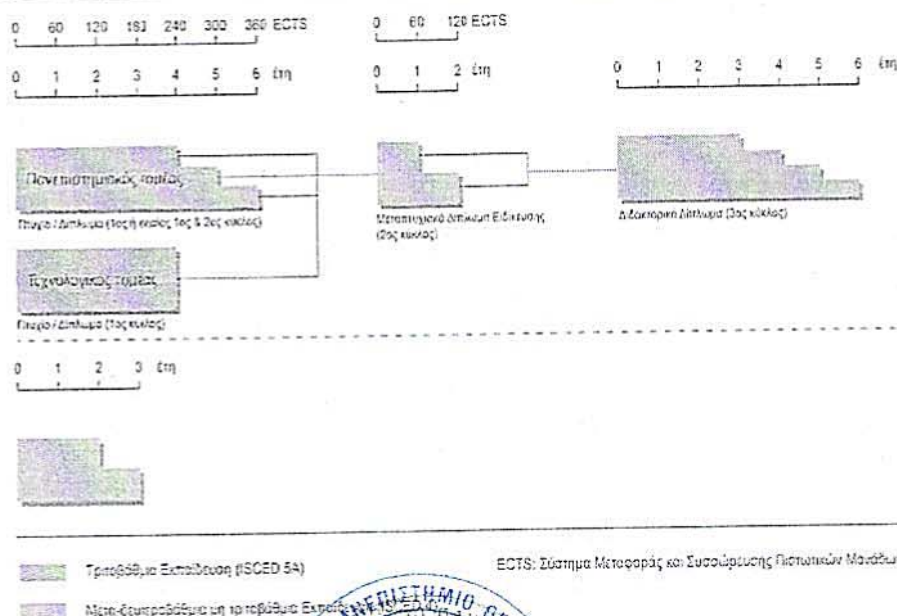 0 60 120 180 240 300 360 ECTS
0 60 120 ECTS
0 1 2 3 4 5 6 έτη
0 1 2 έτη
0 1 2 3 4 5 6 έτη
Πανεπιστημιακός τομέας
Πτυχίο / Δίπλωμα (1ος ή ενιαίος 1ος & 2ος κύκλος)
Μεταπτυχιακό Δίπλωμα Ειδίκευσης
(2ος κύκλος)
Διδακτορικό Δίπλωμα (3ος κύκλος)
Τεχνολογικός τομέας
Πτυχίο / Δίπλωμα (1ος κύκλος)
0 1 2 3 έτη
Τριτοβάθμια Εκπαίδευση (ISCED 5A)
ECTS: Σύστημα Μεταφοράς και Συσσώρευσης Πιστωτικών Μονάδων
Μετα-δευτεροβάθμια μη τριτοβάθμια